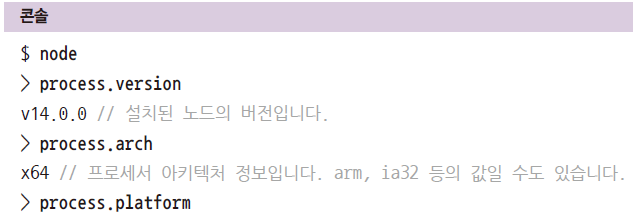 콘솔
$ node
> process.version
v14.0.0 // 설치된 노드의 버전입니다.
> process.arch
x64 // 프로세서 아키텍처 정보입니다. arm, ia32 등의 값일 수도 있습니다.
> process.platform